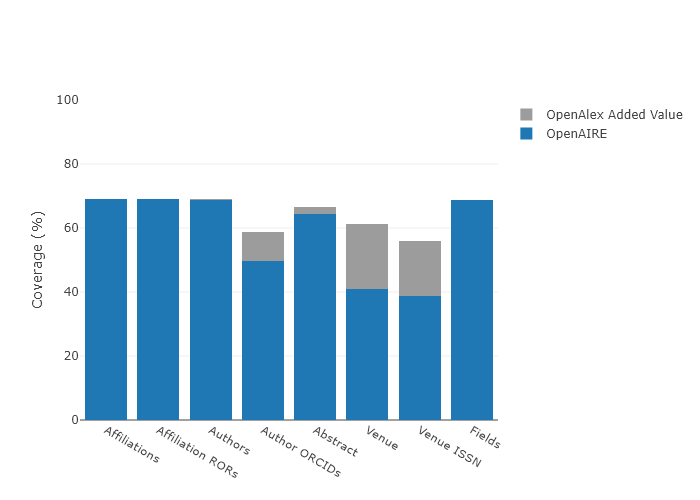 100
80
60
40
20
0
Coverage (%)
Affiliations
Affiliation RORs
Authors
Author ORCIDs
Abstract
Venue
Venue ISSN
Fields
OpenAlex Added Value
OpenAIRE